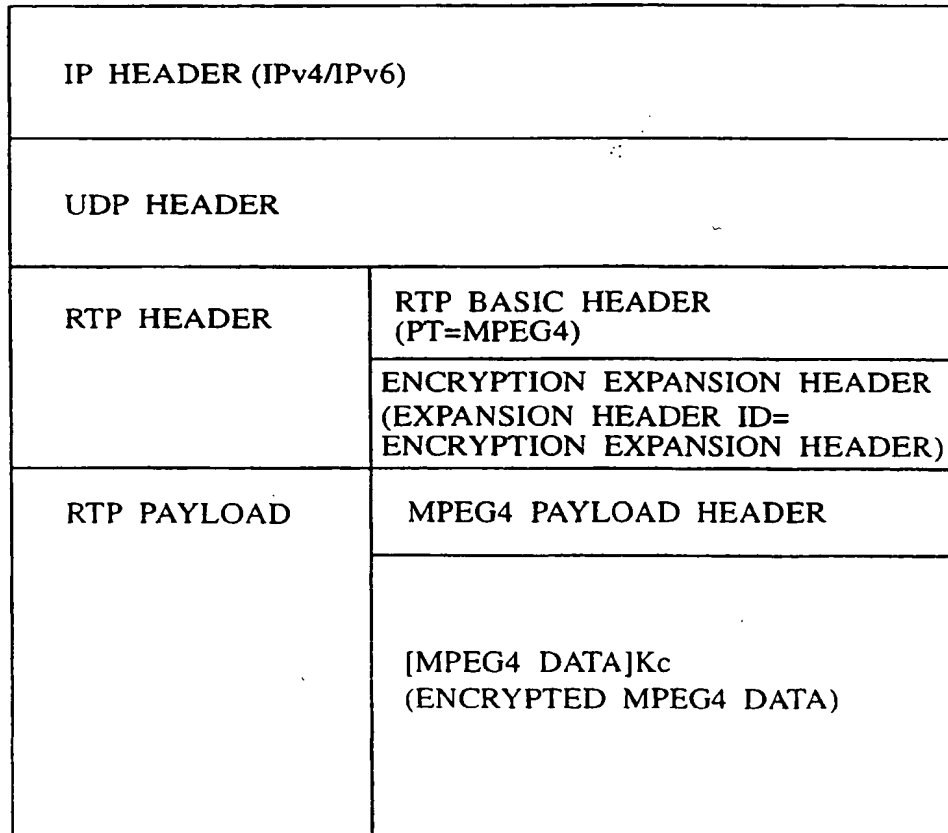 IP HEADER (IPv4/IPv6)
UDP HEADER
RTP HEADER
RTP BASIC HEADER
(PT=MPEG4)
ENCRYPTION EXPANSION HEADER
(EXPANSION HEADER ID=
ENCRYPTION EXPANSION HEADER)
RTP PAYLOAD
MPEG4 PAYLOAD HEADER
[MPEG4 DATA]Kc
(ENCRYPTED MPEG4 DATA)